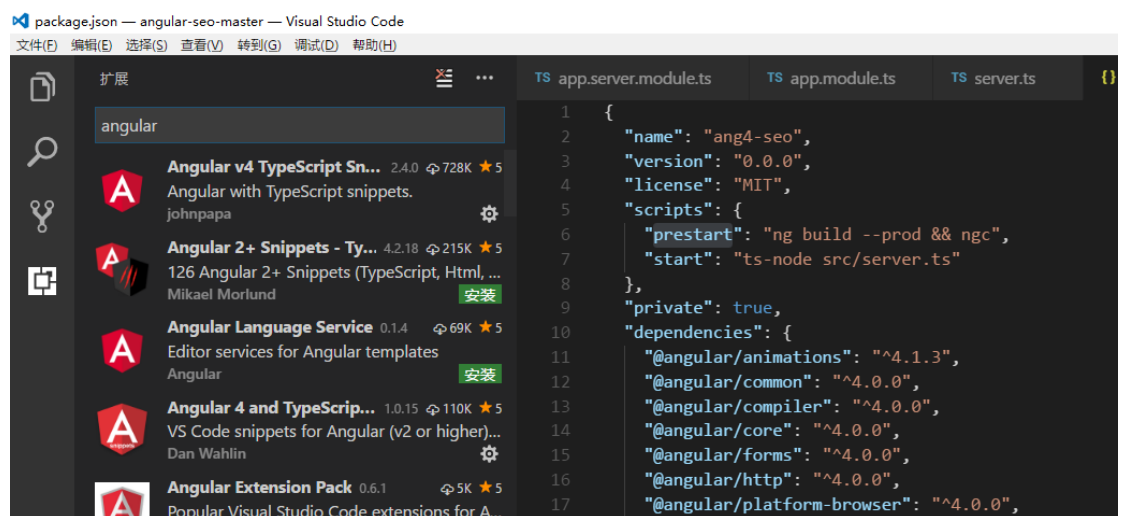 package.json — angular-seo-master — Visual Studio Code
文件(F) 编辑(E) 选择(S) 查看(V) 转到(G) 调试(D) 帮助(H)
扩展
angular
Angular v4 TypeScript Sn... 2.4.0 728K ★ 5
Angular with TypeScript snippets.
johnpapa
Angular 2+ Snippets - Ty... 4.2.18 215K ★ 5
126 Angular 2+ Snippets (TypeScript, Html, ...
Mikael Morlund 安装
Angular Language Service 0.1.4 69K ★ 5
Editor services for Angular templates
Angular 安装
Angular 4 and TypeScrip... 1.0.15 110K ★ 5
VS Code snippets for Angular (v2 or higher)...
Dan Wahlin
Angular Extension Pack 0.6.1 5K ★ 5
Popular Visual Studio Code extensions for A...
TS app.server.module.ts TS app.module.ts TS server.ts {}
1 {
2 "name": "ang4-seo",
3 "version": "0.0.0",
4 "license": "MIT",
5 "scripts": {
6 "prestart": "ng build --prod && ngc",
7 "start": "ts-node src/server.ts"
8 },
9 "private": true,
10 "dependencies": {
11 "@angular/animations": "^4.1.3",
12 "@angular/common": "^4.0.0",
13 "@angular/compiler": "^4.0.0",
14 "@angular/core": "^4.0.0",
15 "@angular/forms": "^4.0.0",
16 "@angular/http": "^4.0.0",
17 "@angular/platform-browser": "^4.0.0",